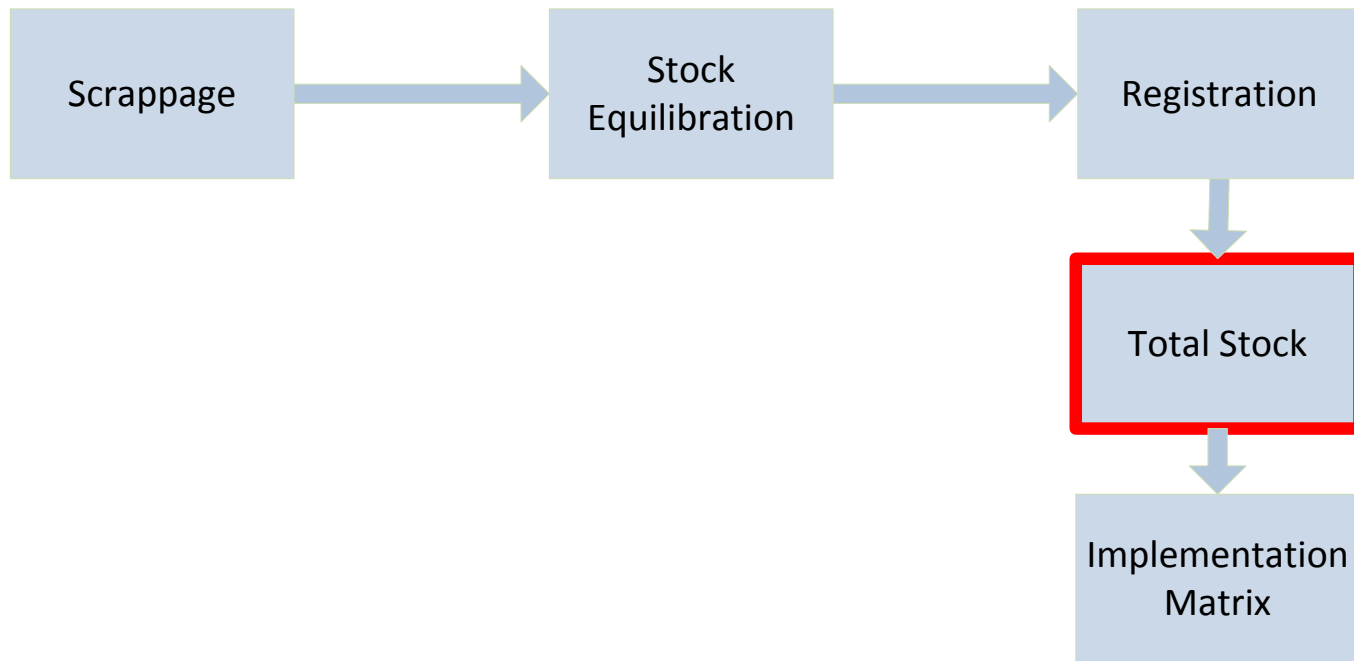 Scrappage
Stock
Equilibration
Registration
Total Stock
Implementation
Matrix